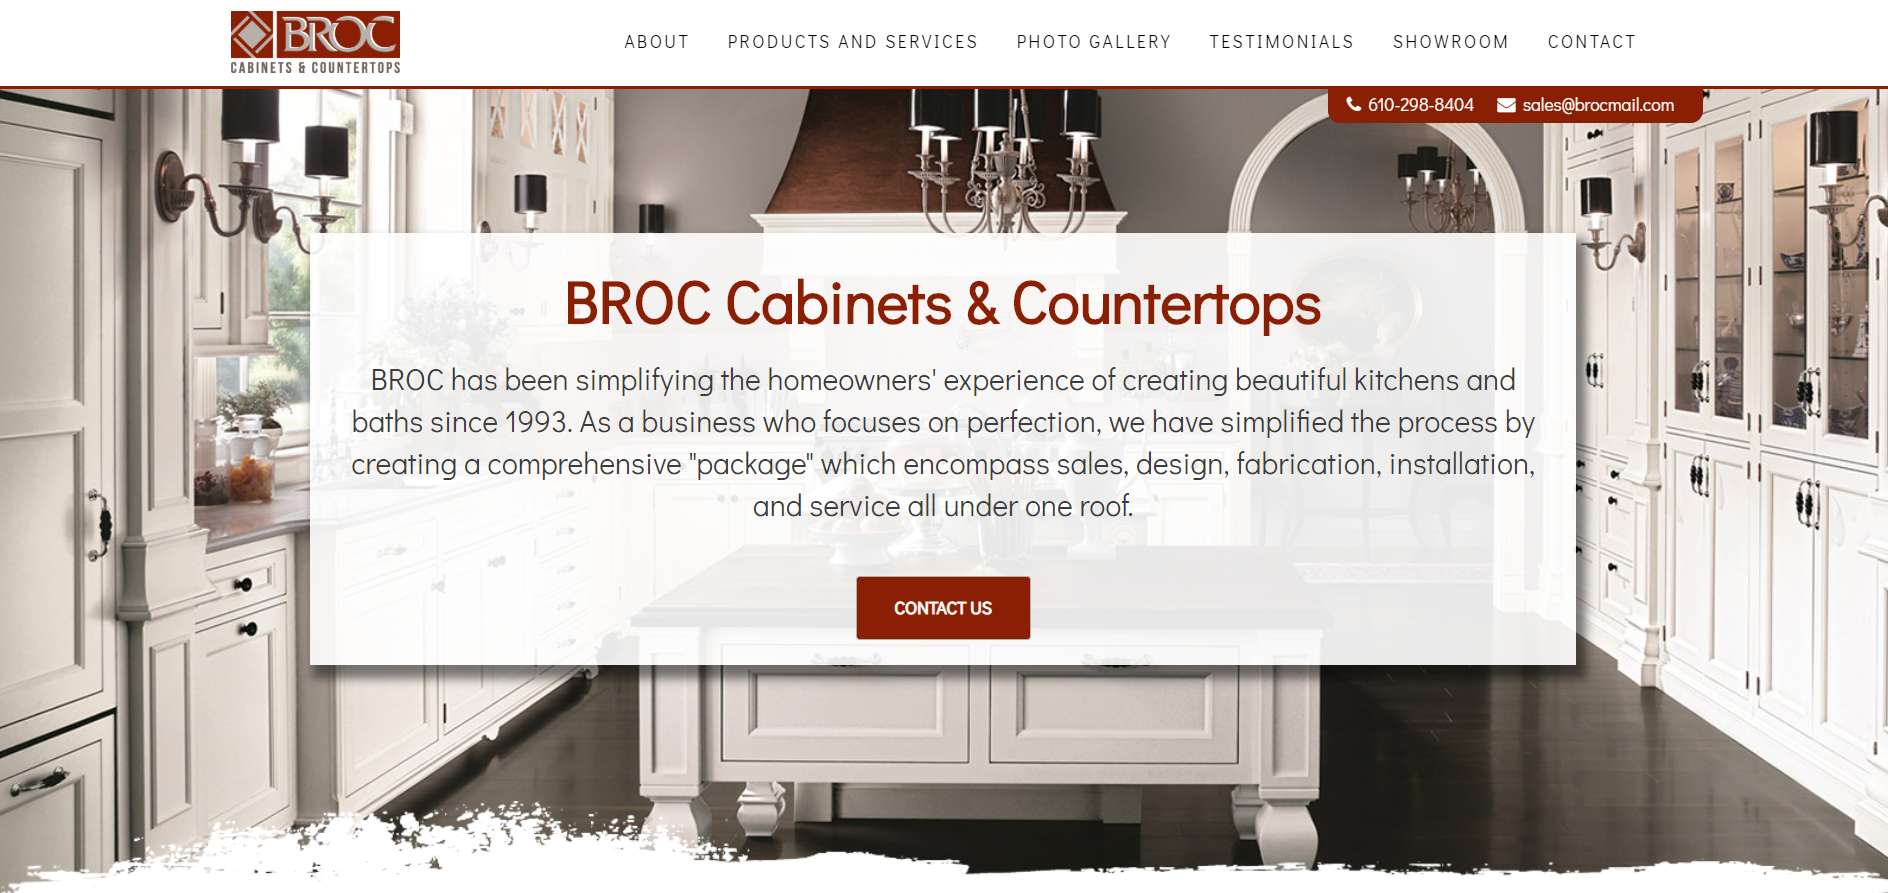 BROC
CABINETS & COUNTERTOPS
ABOUT PRODUCTS AND SERVICES PHOTO GALLERY TESTIMONIALS SHOWROOM CONTACT
610-298-8404 sales@brocmail.com
BROC Cabinets & Countertops
BROC has been simplifying the homeowners' experience of creating beautiful kitchens and
baths since 1993. As a business who focuses on perfection, we have simplified the process by
creating a comprehensive "package" which encompass sales, design, fabrication, installation,
and service all under one roof.
CONTACT US